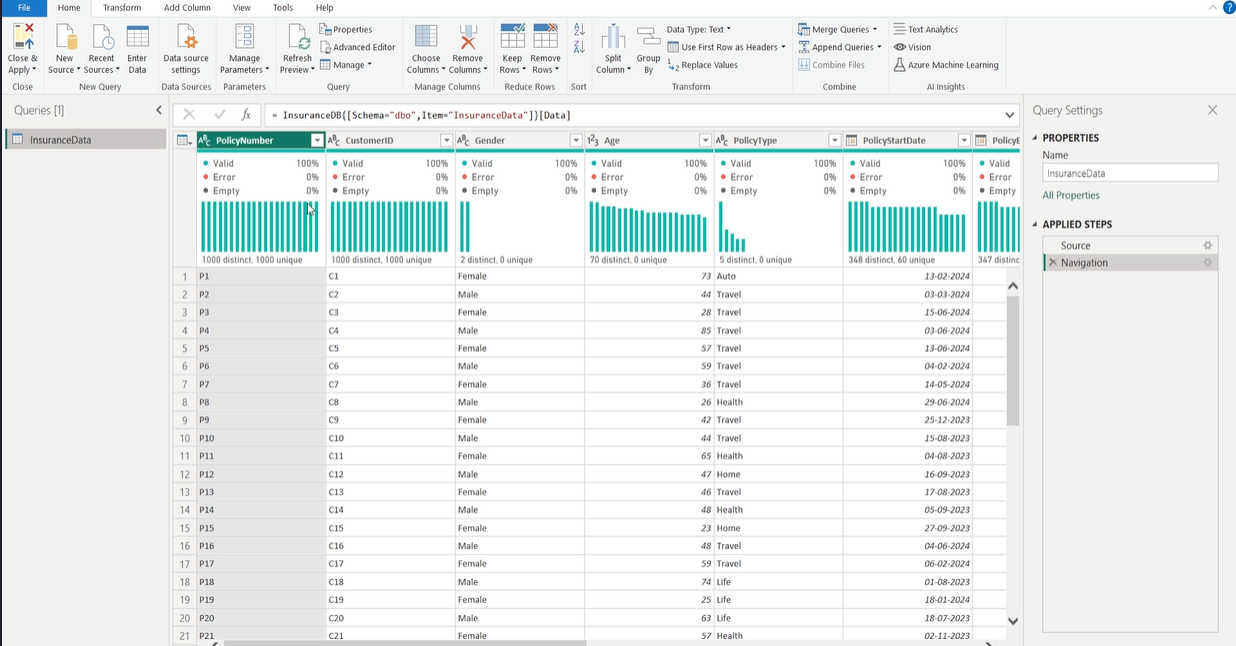 File Home Transform Add Column View Tools Help
Close & Apply New Source Recent Sources Enter Data Data source settings Manage Parameters Refresh Preview Properties Advanced Editor Manage Choose Columns Remove Columns Keep Rows Remove Rows Split Column Group By Data Type: Text Use First Row as Headers Replace Values Merge Queries Append Queries Combine Files Text Analytics Vision Azure Machine Learning
Close New Query Data Sources Parameters Query Manage Columns Reduce Rows Sort Transform Combine AI Insights
Queries [1]
InsuranceData
= InsuranceDB{[Schema="dbo",Item="InsuranceData"]}[Data]
PolicyNumber CustomerID Gender Age PolicyType PolicyStartDate
Valid 100% Valid 100% Valid 100% Valid 100% Valid 100% Valid 100% Valid
Error 0% Error 0% Error 0% Error 0% Error 0% Error 0% Error
Empty 0% Empty 0% Empty 0% Empty 0% Empty 0% Empty 0% Empty
1000 distinct, 1000 unique 1000 distinct, 1000 unique 2 distinct, 0 unique 70 distinct, 0 unique 5 distinct, 0 unique 348 distinct, 60 unique 347 distinc
1 P1 C1 Female 73 Auto 13-02-2024
2 P2 C2 Male 44 Travel 03-03-2024
3 P3 C3 Female 28 Travel 15-06-2024
4 P4 C4 Male 85 Travel 03-06-2024
5 P5 C5 Female 57 Travel 13-06-2024
6 P6 C6 Male 59 Travel 04-02-2024
7 P7 C7 Female 36 Travel 14-05-2024
8 P8 C8 Male 26 Health 29-06-2024
9 P9 C9 Female 42 Travel 25-12-2023
10 P10 C10 Male 44 Travel 15-08-2023
11 P11 C11 Female 65 Health 04-08-2023
12 P12 C12 Male 47 Home 16-09-2023
13 P13 C13 Female 46 Travel 17-08-2023
14 P14 C14 Male 48 Health 05-09-2023
15 P15 C15 Female 23 Home 27-09-2023
16 P16 C16 Male 48 Travel 04-06-2024
17 P17 C17 Female 59 Travel 06-02-2024
18 P18 C18 Male 74 Life 01-08-2023
19 P19 C19 Female 25 Life 18-01-2024
20 P20 C20 Male 63 Life 18-07-2023
21 P21 C21 Female 57 Health 02-11-2023
Query Settings
PROPERTIES
Name
InsuranceData
All Properties
APPLIED STEPS
Source
Navigation